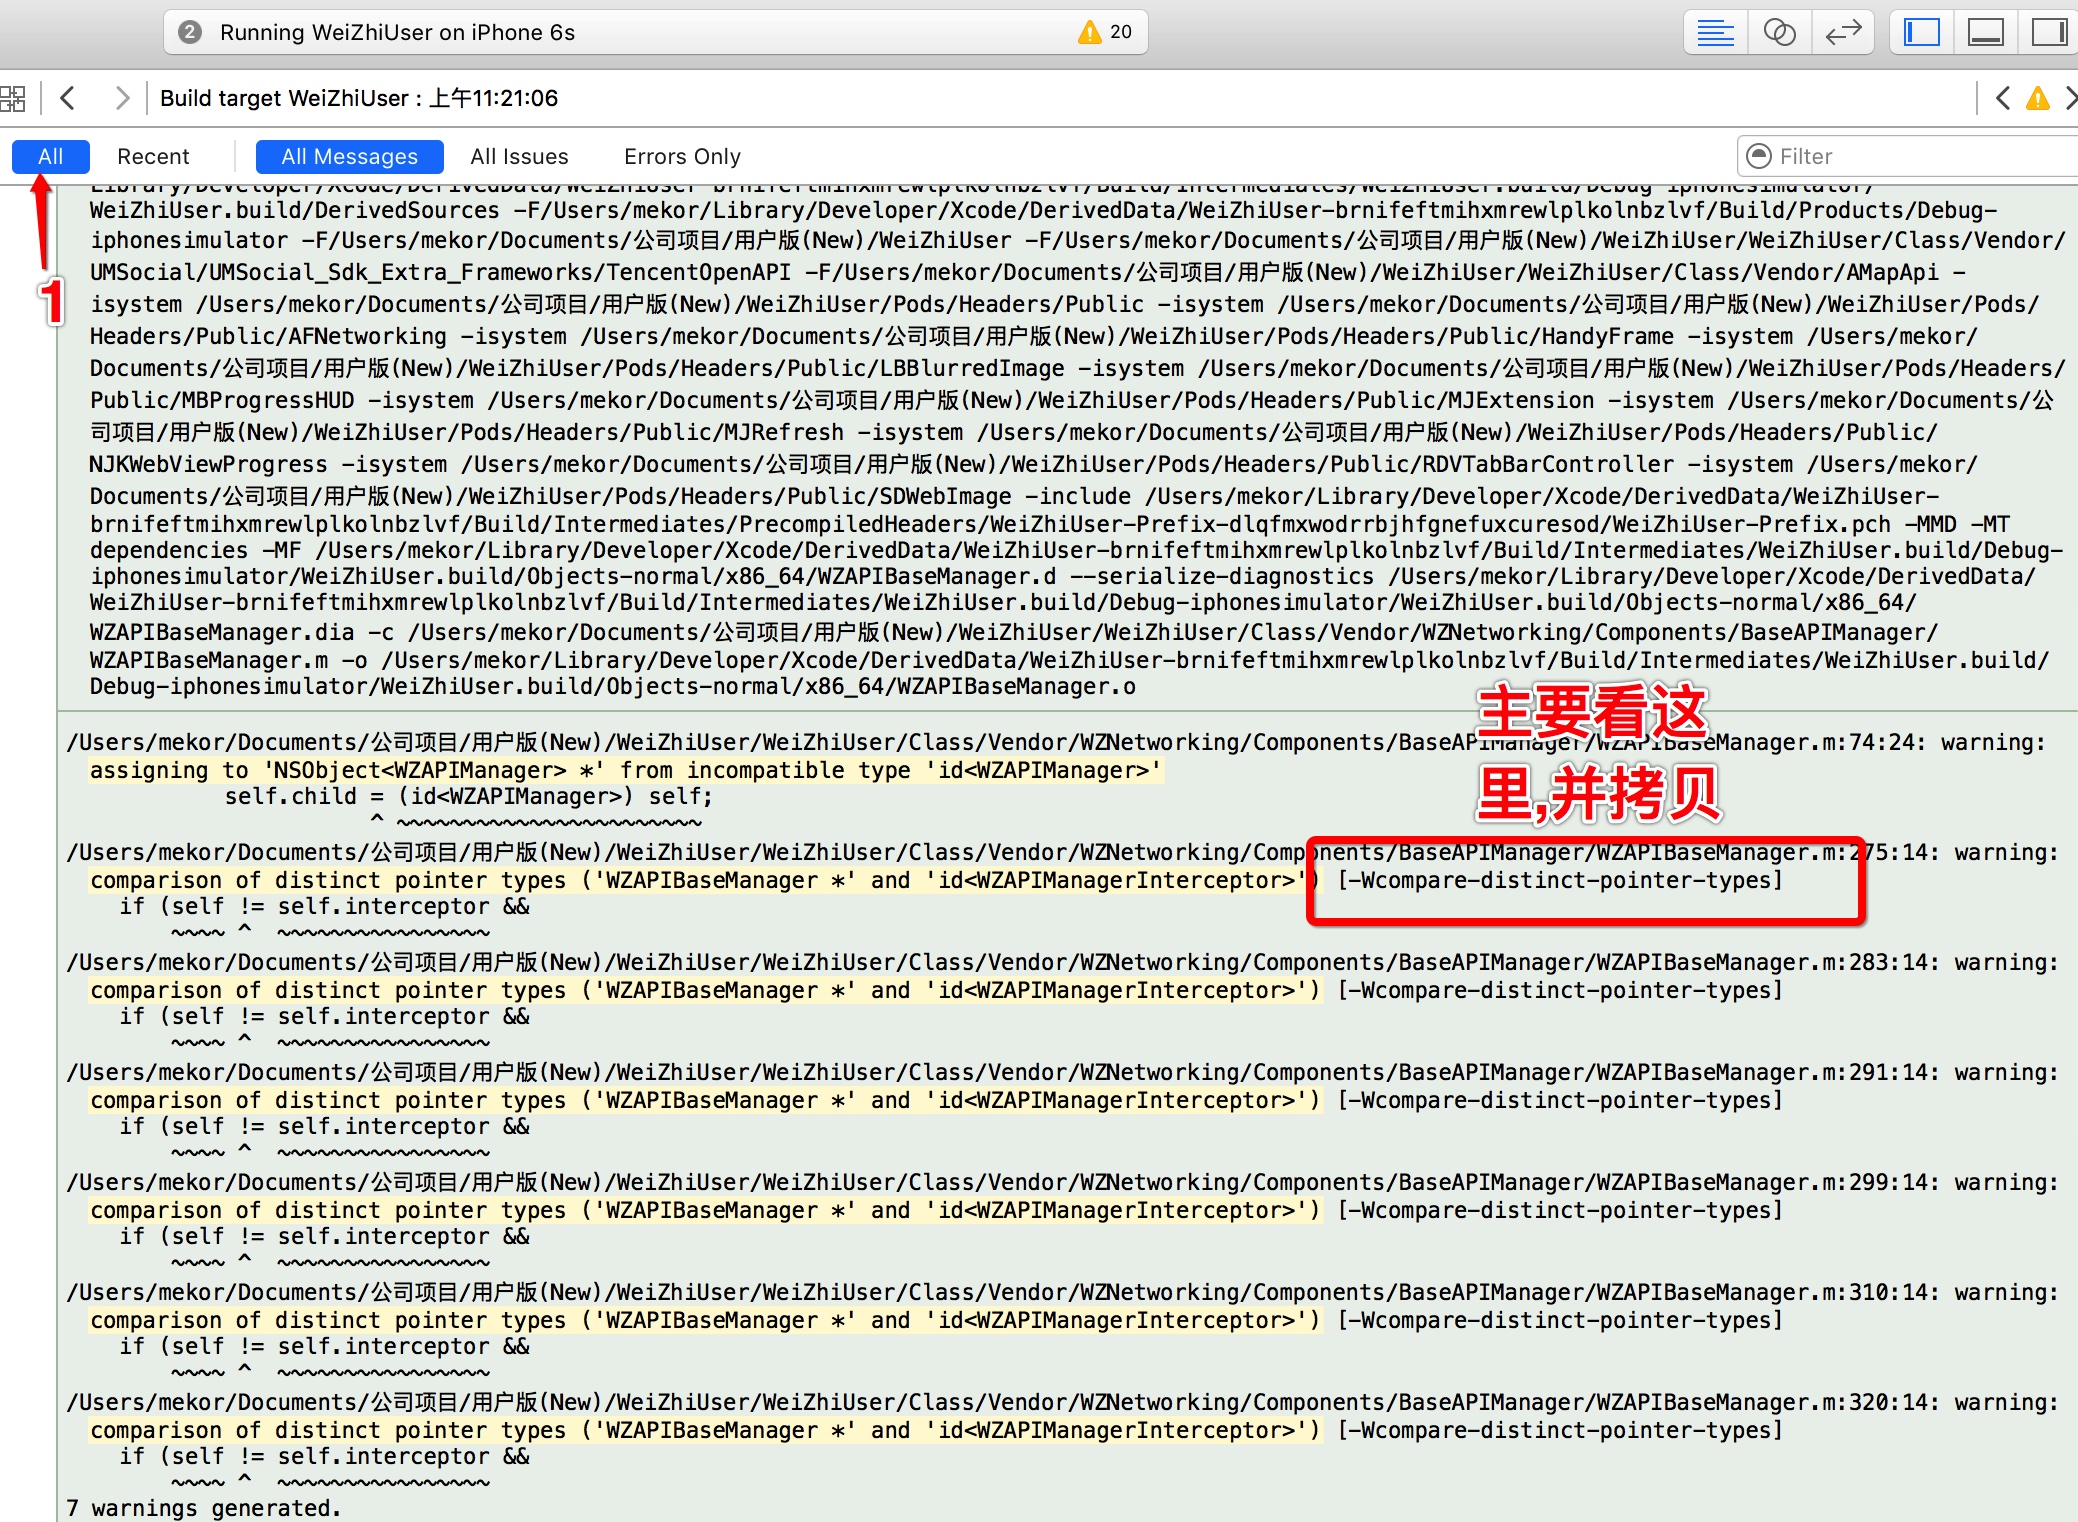 2 Running WeiZhiUser on iPhone 6s 20
Build target WeiZhiUser : 上午11:21:06
All Recent All Messages All Issues Errors Only Filter
Library/Developer/Xcode/DerivedData/WeiZhiUser-brnifeftmihxmrewlplkolnbzlvf/Build/Intermediates/WeiZhiUser.build/Debug-iphonesimulator/
WeiZhiUser.build/DerivedSources -F/Users/mekor/Library/Developer/Xcode/DerivedData/WeiZhiUser-brnifeftmihxmrewlplkolnbzlvf/Build/Products/Debug-
iphonesimulator -F/Users/mekor/Documents/公司项目/用户版(New)/WeiZhiUser -F/Users/mekor/Documents/公司项目/用户版(New)/WeiZhiUser/WeiZhiUser/Class/Vendor/
UMSocial/UMSocial_Sdk_Extra_Frameworks/TencentOpenAPI -F/Users/mekor/Documents/公司项目/用户版(New)/WeiZhiUser/WeiZhiUser/Class/Vendor/AMapApi -
isystem /Users/mekor/Documents/公司项目/用户版(New)/WeiZhiUser/Pods/Headers/Public -isystem /Users/mekor/Documents/公司项目/用户版(New)/WeiZhiUser/Pods/
Headers/Public/AFNetworking -isystem /Users/mekor/Documents/公司项目/用户版(New)/WeiZhiUser/Pods/Headers/Public/HandyFrame -isystem /Users/mekor/
Documents/公司项目/用户版(New)/WeiZhiUser/Pods/Headers/Public/LBBlurredImage -isystem /Users/mekor/Documents/公司项目/用户版(New)/WeiZhiUser/Pods/Headers/
Public/MBProgressHUD -isystem /Users/mekor/Documents/公司项目/用户版(New)/WeiZhiUser/Pods/Headers/Public/MJExtension -isystem /Users/mekor/Documents/公
司项目/用户版(New)/WeiZhiUser/Pods/Headers/Public/MJRefresh -isystem /Users/mekor/Documents/公司项目/用户版(New)/WeiZhiUser/Pods/Headers/Public/
NJKWebViewProgress -isystem /Users/mekor/Documents/公司项目/用户版(New)/WeiZhiUser/Pods/Headers/Public/RDVTabBarController -isystem /Users/mekor/
Documents/公司项目/用户版(New)/WeiZhiUser/Pods/Headers/Public/SDWebImage -include /Users/mekor/Library/Developer/Xcode/DerivedData/WeiZhiUser-
brnifeftmihxmrewlplkolnbzlvf/Build/Intermediates/PrecompiledHeaders/WeiZhiUser-Prefix-dlqfmxwodrrbjhfgnefuxcuresod/WeiZhiUser-Prefix.pch -MMD -MT
dependencies -MF /Users/mekor/Library/Developer/Xcode/DerivedData/WeiZhiUser-brnifeftmihxmrewlplkolnbzlvf/Build/Intermediates/WeiZhiUser.build/Debug-
iphonesimulator/WeiZhiUser.build/Objects-normal/x86_64/WZAPIBaseManager.d --serialize-diagnostics /Users/mekor/Library/Developer/Xcode/DerivedData/
WeiZhiUser-brnifeftmihxmrewlplkolnbzlvf/Build/Intermediates/WeiZhiUser.build/Debug-iphonesimulator/WeiZhiUser.build/Objects-normal/x86_64/
WZAPIBaseManager.dia -c /Users/mekor/Documents/公司项目/用户版(New)/WeiZhiUser/WeiZhiUser/Class/Vendor/WZNetworking/Components/BaseAPIManager/
WZAPIBaseManager.m -o /Users/mekor/Library/Developer/Xcode/DerivedData/WeiZhiUser-brnifeftmihxmrewlplkolnbzlvf/Build/Intermediates/WeiZhiUser.build/
Debug-iphonesimulator/WeiZhiUser.build/Objects-normal/x86_64/WZAPIBaseManager.o
1
主要看这
里,并拷贝
/Users/mekor/Documents/公司项目/用户版(New)/WeiZhiUser/WeiZhiUser/Class/Vendor/WZNetworking/Components/BaseAPIManager/WZAPIBaseManager.m:74:24: warning:
assigning to 'NSObject<WZAPIManager> *' from incompatible type 'id<WZAPIManager>'
self.child = (id<WZAPIManager>) self;
^ ~~~~~~~~~~~~~~~~~~~~~~~
/Users/mekor/Documents/公司项目/用户版(New)/WeiZhiUser/WeiZhiUser/Class/Vendor/WZNetworking/Components/BaseAPIManager/WZAPIBaseManager.m:275:14: warning:
comparison of distinct pointer types ('WZAPIBaseManager *' and 'id<WZAPIManagerInterceptor>') [-Wcompare-distinct-pointer-types]
if (self != self.interceptor &&
~~~~ ^  ~~~~~~~~~~~~~~~~
/Users/mekor/Documents/公司项目/用户版(New)/WeiZhiUser/WeiZhiUser/Class/Vendor/WZNetworking/Components/BaseAPIManager/WZAPIBaseManager.m:283:14: warning:
comparison of distinct pointer types ('WZAPIBaseManager *' and 'id<WZAPIManagerInterceptor>') [-Wcompare-distinct-pointer-types]
if (self != self.interceptor &&
~~~~ ^  ~~~~~~~~~~~~~~~~
/Users/mekor/Documents/公司项目/用户版(New)/WeiZhiUser/WeiZhiUser/Class/Vendor/WZNetworking/Components/BaseAPIManager/WZAPIBaseManager.m:291:14: warning:
comparison of distinct pointer types ('WZAPIBaseManager *' and 'id<WZAPIManagerInterceptor>') [-Wcompare-distinct-pointer-types]
if (self != self.interceptor &&
~~~~ ^  ~~~~~~~~~~~~~~~~
/Users/mekor/Documents/公司项目/用户版(New)/WeiZhiUser/WeiZhiUser/Class/Vendor/WZNetworking/Components/BaseAPIManager/WZAPIBaseManager.m:299:14: warning:
comparison of distinct pointer types ('WZAPIBaseManager *' and 'id<WZAPIManagerInterceptor>') [-Wcompare-distinct-pointer-types]
if (self != self.interceptor &&
~~~~ ^  ~~~~~~~~~~~~~~~~
/Users/mekor/Documents/公司项目/用户版(New)/WeiZhiUser/WeiZhiUser/Class/Vendor/WZNetworking/Components/BaseAPIManager/WZAPIBaseManager.m:310:14: warning:
comparison of distinct pointer types ('WZAPIBaseManager *' and 'id<WZAPIManagerInterceptor>') [-Wcompare-distinct-pointer-types]
if (self != self.interceptor &&
~~~~ ^  ~~~~~~~~~~~~~~~~
/Users/mekor/Documents/公司项目/用户版(New)/WeiZhiUser/WeiZhiUser/Class/Vendor/WZNetworking/Components/BaseAPIManager/WZAPIBaseManager.m:320:14: warning:
comparison of distinct pointer types ('WZAPIBaseManager *' and 'id<WZAPIManagerInterceptor>') [-Wcompare-distinct-pointer-types]
if (self != self.interceptor &&
~~~~ ^  ~~~~~~~~~~~~~~~~
7 warnings generated.